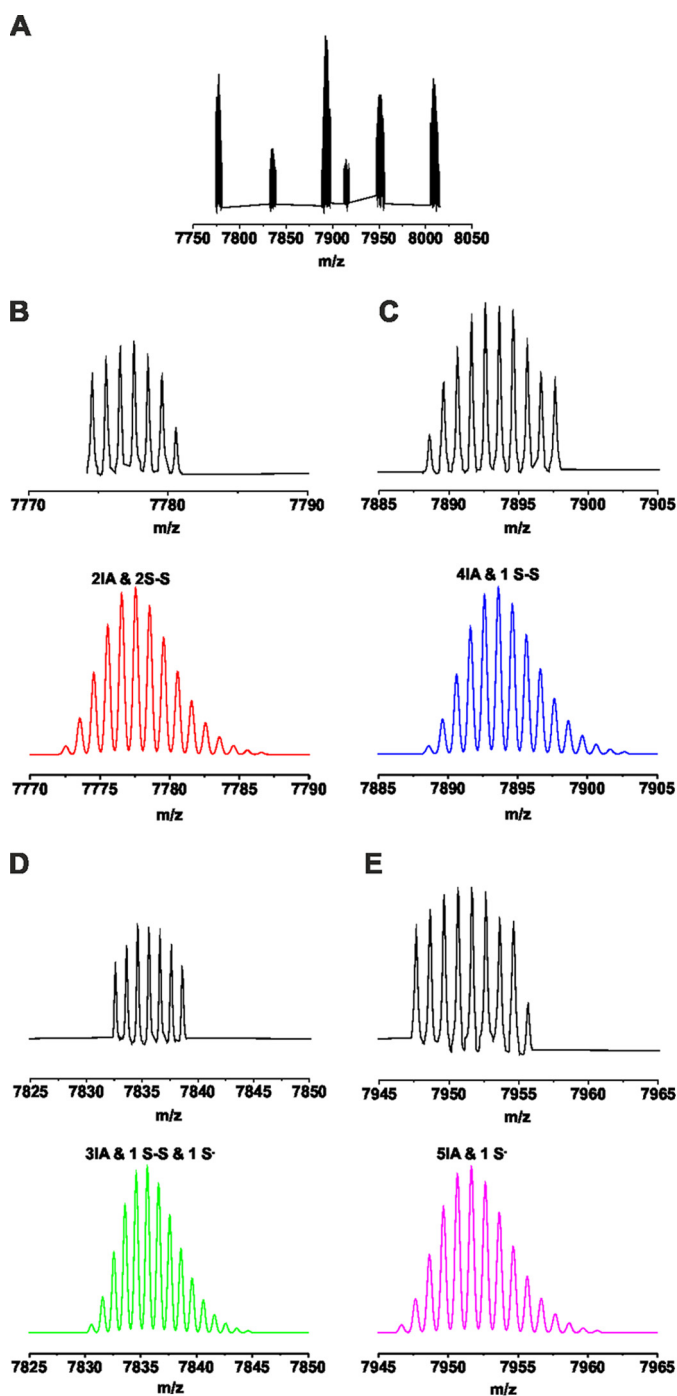 A
7750 7800 7850 7900 7950 8000 8050
m/z
B
C
7770 7780 7790
m/z
7885 7890 7895 7900 7905
m/z
2IA & 2S-S
4IA & 1 S-S
7770 7775 7780 7785 7790
m/z
7885 7890 7895 7900 7905
m/z
D
E
7825 7830 7835 7840 7845 7850
m/z
7945 7950 7955 7960 7965
m/z
3IA & 1 S-S & 1 S·
5IA & 1 S·
7825 7830 7835 7840 7845 7850
m/z
7945 7950 7955 7960 7965
m/z